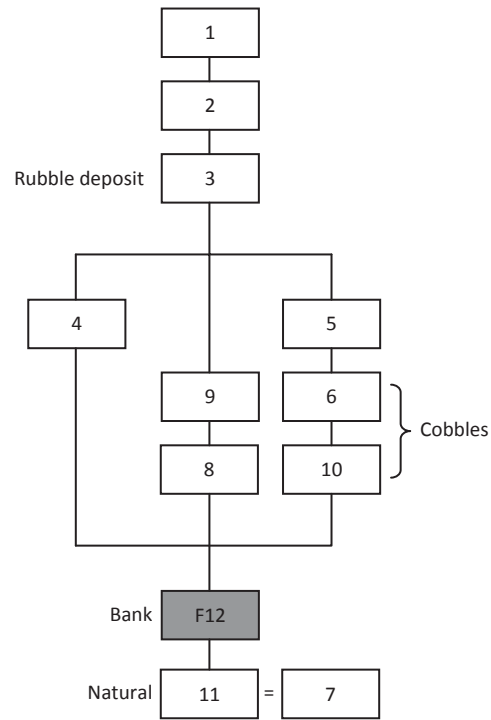 1
2
Rubble deposit 3
4 5
9 6
Cobbles
8 10
Bank F12
Natural 11 = 7